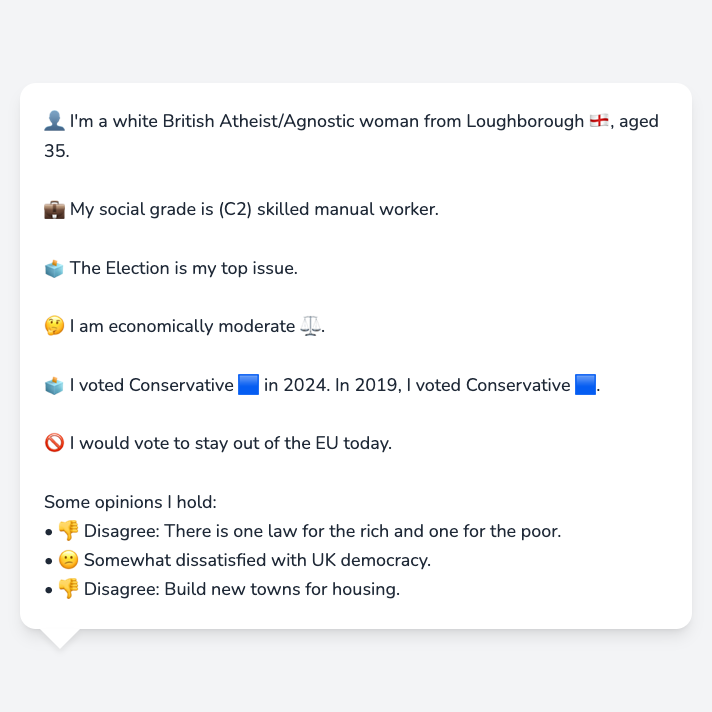 👤 I'm a white British Atheist/Agnostic woman from Loughborough 🏴󠁧󠁢󠁥󠁮󠁧󠁿, aged
35.
💼 My social grade is (C2) skilled manual worker.
🗳️ The Election is my top issue.
🤔 I am economically moderate ⚖️.
🗳️ I voted Conservative 🟦 in 2024. In 2019, I voted Conservative 🟦.
🚫 I would vote to stay out of the EU today.
Some opinions I hold:
• 👎 Disagree: There is one law for the rich and one for the poor.
• 🙁 Somewhat dissatisfied with UK democracy.
• 👎 Disagree: Build new towns for housing.